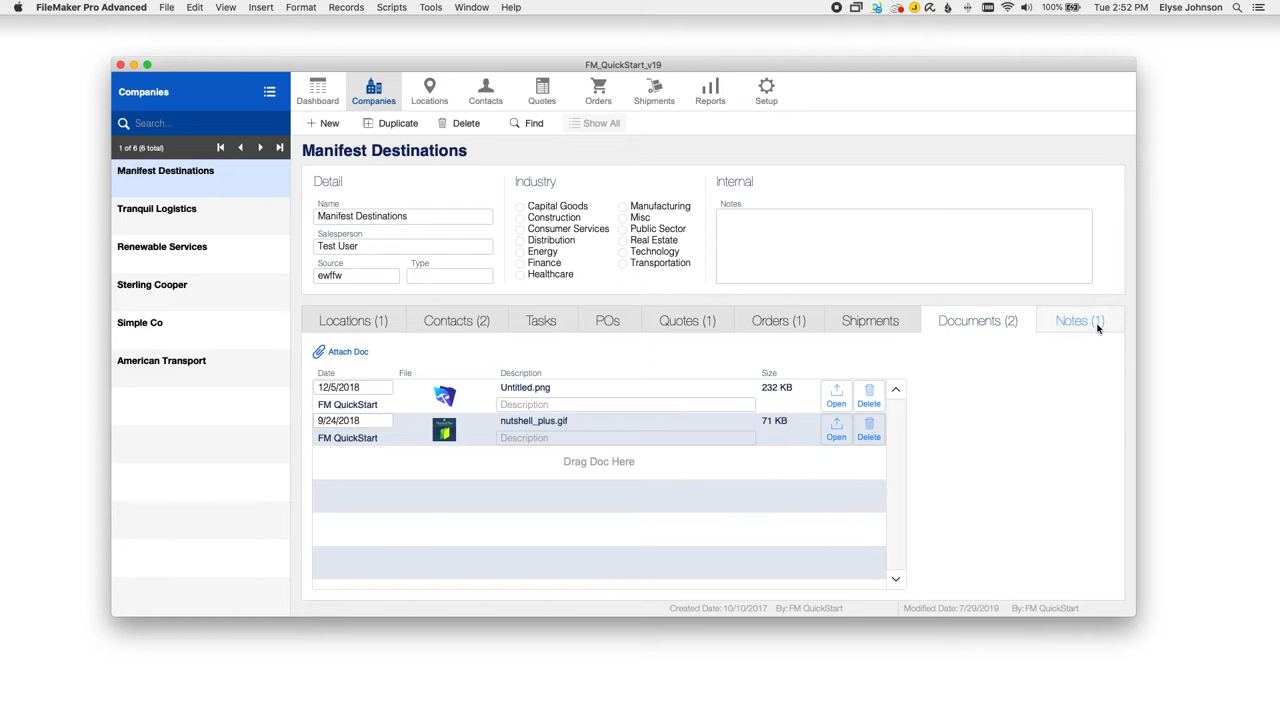 FileMaker Pro Advanced File Edit View Insert Format Records Scripts Tools Window Help 100% Tue 2:52 PM Elyse Johnson
FM_QuickStart_v19
Companies
Search...
1 of 6 (6 total)
Manifest Destinations
Tranquil Logistics
Renewable Services
Sterling Cooper
Simple Co
American Transport
Dashboard Companies Locations Contacts Quotes Orders Shipments Reports Setup
New Duplicate Delete Find Show All
Manifest Destinations
Detail
Name
Manifest Destinations
Salesperson
Test User
Source Type
ewffw
Industry
Capital Goods Manufacturing
Construction Misc
Consumer Services Public Sector
Distribution Real Estate
Energy Technology
Finance Transportation
Healthcare
Internal
Notes
Locations (1) Contacts (2) Tasks POs Quotes (1) Orders (1) Shipments Documents (2) Notes (1)
Attach Doc
Date File Description Size
12/5/2018 Untitled.png 232 KB
FM QuickStart Description Open Delete
9/24/2018 nutshell_plus.gif 71 KB
FM QuickStart Description Open Delete
Drag Doc Here
Created Date: 10/10/2017 By: FM QuickStart Modified Date: 7/29/2019 By: FM QuickStart